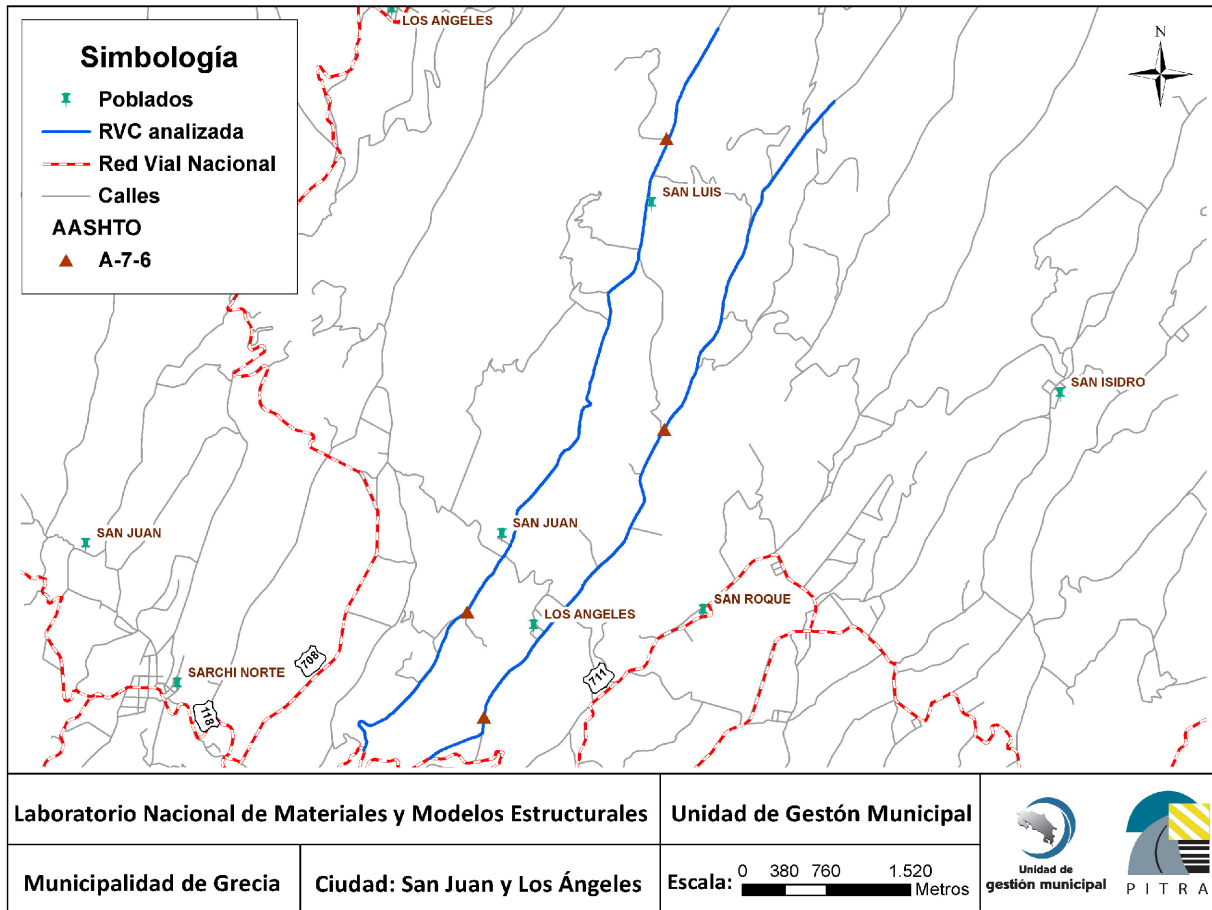 LOS ANGELES
Simbología
Poblados
RVC analizada
Red Vial Nacional
Calles
AASHTO
A-7-6
N
SAN LUIS
SAN ISIDRO
SAN JUAN
SAN JUAN
LOS ANGELES
SAN ROQUE
SARCHI NORTE
708
711
118
Laboratorio Nacional de Materiales y Modelos Estructurales
Unidad de Gestión Municipal
Municipalidad de Grecia
Ciudad: San Juan y Los Ángeles
Escala:
0 380 760 1.520
Metros
Unidad de
gestión municipal
PITRA